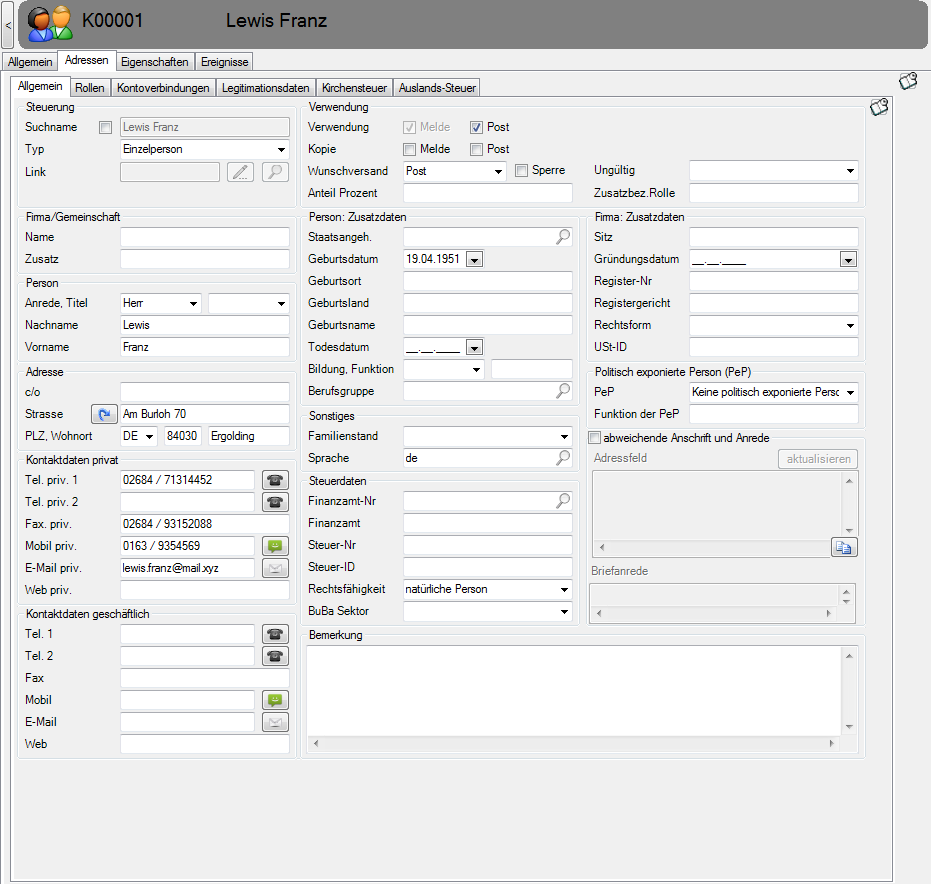 <
K00001 Lewis Franz
Allgemein Adressen Eigenschaften Ereignisse
Allgemein Rollen Kontoverbindungen Legitimationsdaten Kirchensteuer Auslands-Steuer
Steuerung
Suchname Lewis Franz
Typ Einzelperson
Link
Verwendung
Verwendung Melde Post
Kopie Melde Post
Wunschversand Post Sperre Ungültig
Anteil Prozent Zusatzbez.Rolle
Firma/Gemeinschaft
Name
Zusatz
Person
Anrede, Titel Herr
Nachname Lewis
Vorname Franz
Adresse
c/o
Strasse Am Burloh 70
PLZ, Wohnort DE 84030 Ergolding
Kontaktdaten privat
Tel. priv. 1 02684 / 71314452
Tel. priv. 2
Fax. priv. 02684 / 93152088
Mobil priv. 0163 / 9354569
E-Mail priv. lewis.franz@mail.xyz
Web priv.
Kontaktdaten geschäftlich
Tel. 1
Tel. 2
Fax
Mobil
E-Mail
Web
Person: Zusatzdaten
Staatsangeh.
Geburtsdatum 19.04.1951
Geburtsort
Geburtsland
Geburtsname
Todesdatum __.__.____
Bildung, Funktion
Berufsgruppe
Sonstiges
Familienstand
Sprache de
Steuerdaten
Finanzamt-Nr
Finanzamt
Steuer-Nr
Steuer-ID
Rechtsfähigkeit natürliche Person
BuBa Sektor
Firma: Zusatzdaten
Sitz
Gründungsdatum __.__.____
Register-Nr
Registergericht
Rechtsform
USt-ID
Politisch exponierte Person (PeP)
PeP Keine politisch exponierte Persc
Funktion der PeP
abweichende Anschrift und Anrede
Adressfeld aktualisieren
Briefanrede
Bemerkung